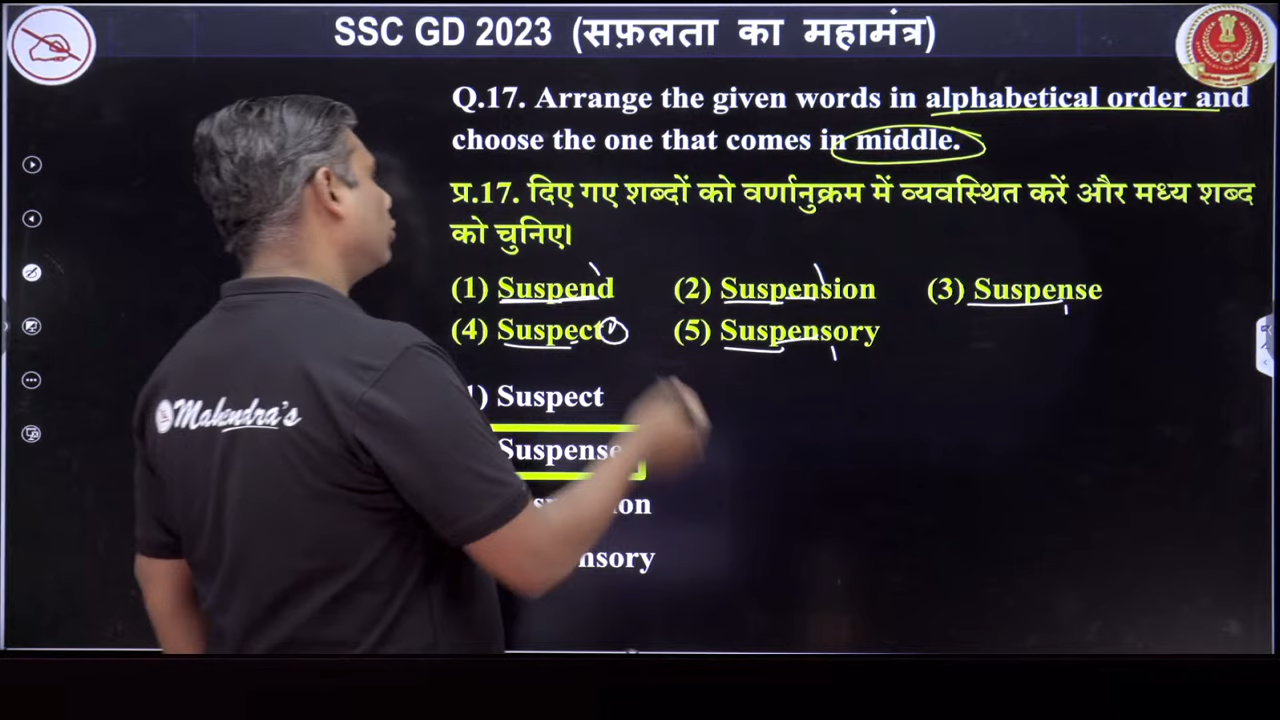 SSC GD 2023 (सफ़लता का महामंत्र)
Q.17. Arrange the given words in alphabetical order and
choose the one that comes in middle.
प्र.17. दिए गए शब्दों को वर्णानुक्रम में व्यवस्थित करें और मध्य शब्द
को चुनिए।
(1) Suspend (2) Suspension (3) Suspense
(4) Suspect (5) Suspensory
Suspect
Suspense
Mahendra's